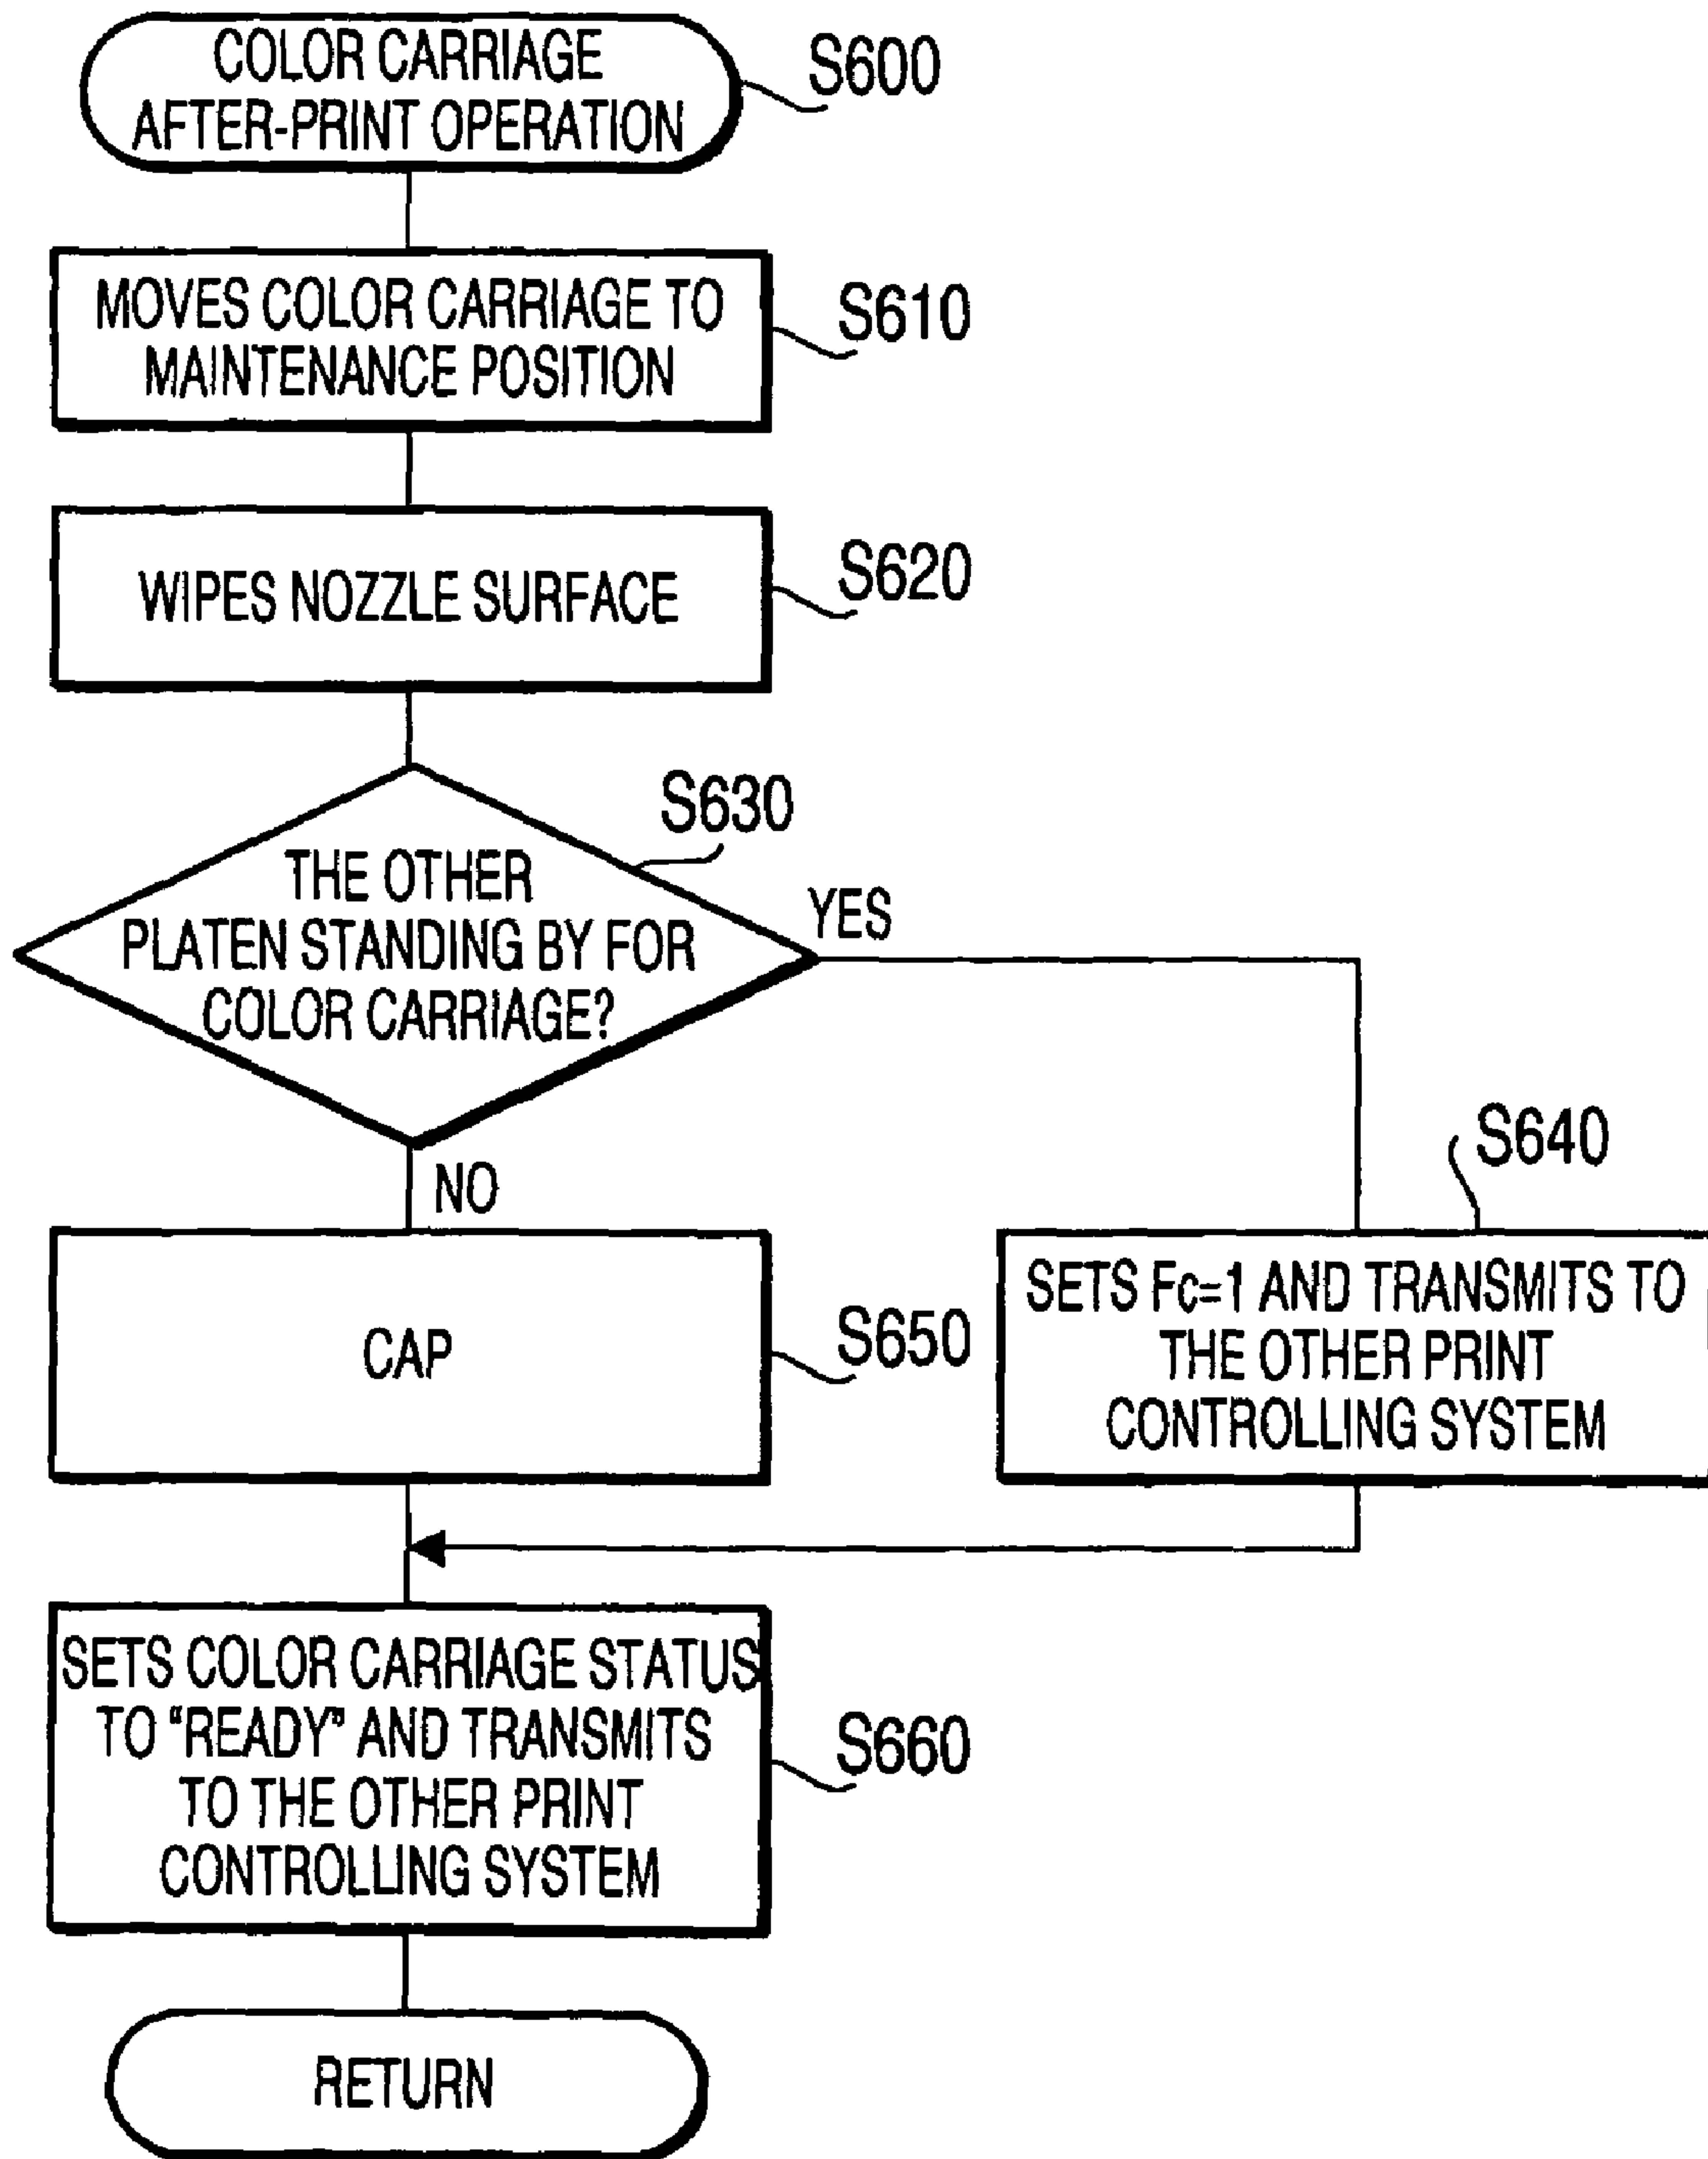 COLOR CARRIAGE
AFTER-PRINT OPERATION
S600
MOVES COLOR CARRIAGE TO
MAINTENANCE POSITION
S610
WIPES NOZZLE SURFACE
S620
S630
THE OTHER
PLATEN STANDING BY FOR
COLOR CARRIAGE?
YES
NO
S640
SETS Fc=1 AND TRANSMITS TO
THE OTHER PRINT
CONTROLLING SYSTEM
CAP
S650
SETS COLOR CARRIAGE STATUS
TO "READY" AND TRANSMITS
TO THE OTHER PRINT
CONTROLLING SYSTEM
S660
RETURN